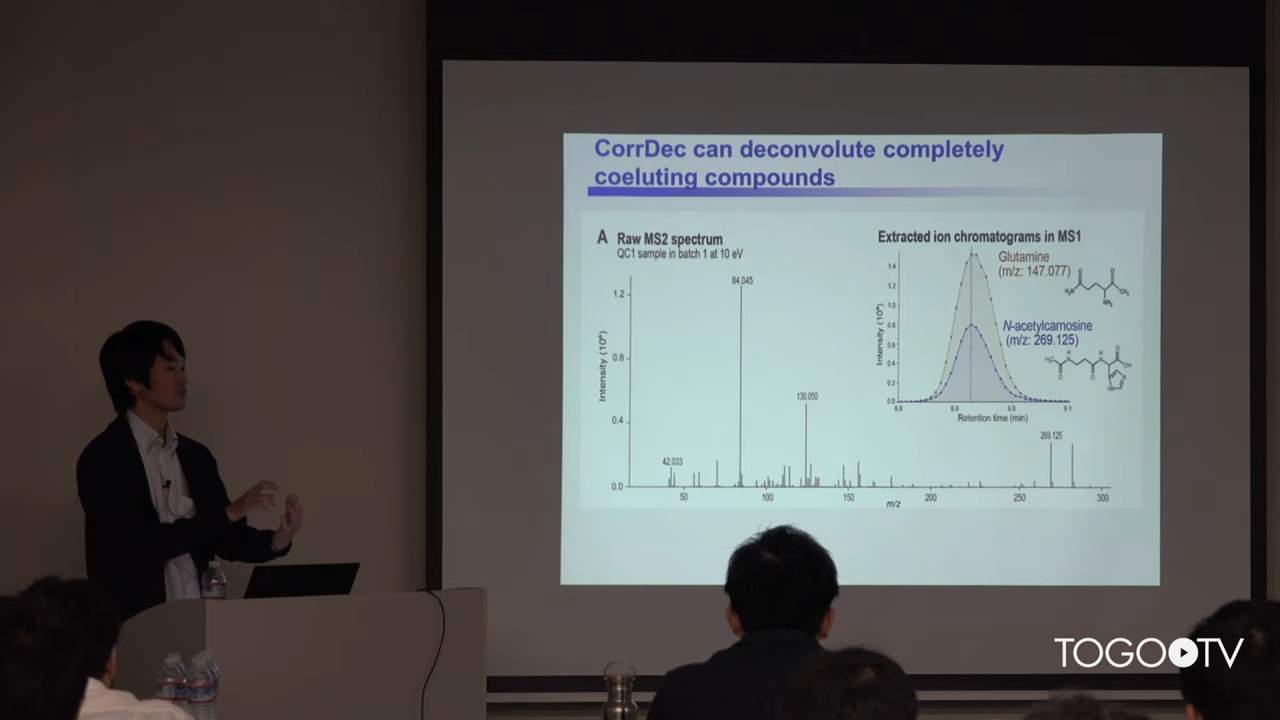 CorrDec can deconvolute completely
coeluting compounds
A Raw MS2 spectrum
QC1 sample in batch 1 at 10 eV
Intensity (10⁶)
1.2
0.8
0.4
0.0
84.045
130.050
42.033
269.125
50 100 150 200 250 300
m/z
Extracted ion chromatograms in MS1
Glutamine
(m/z: 147.077)
N-acetylcarnosine
(m/z: 269.125)
Intensity (10⁶)
1.4
1.2
1.0
0.8
0.6
0.4
0.2
0.0
8.8 8.9 9.0 9.1
Retention time (min)
TOGOTV